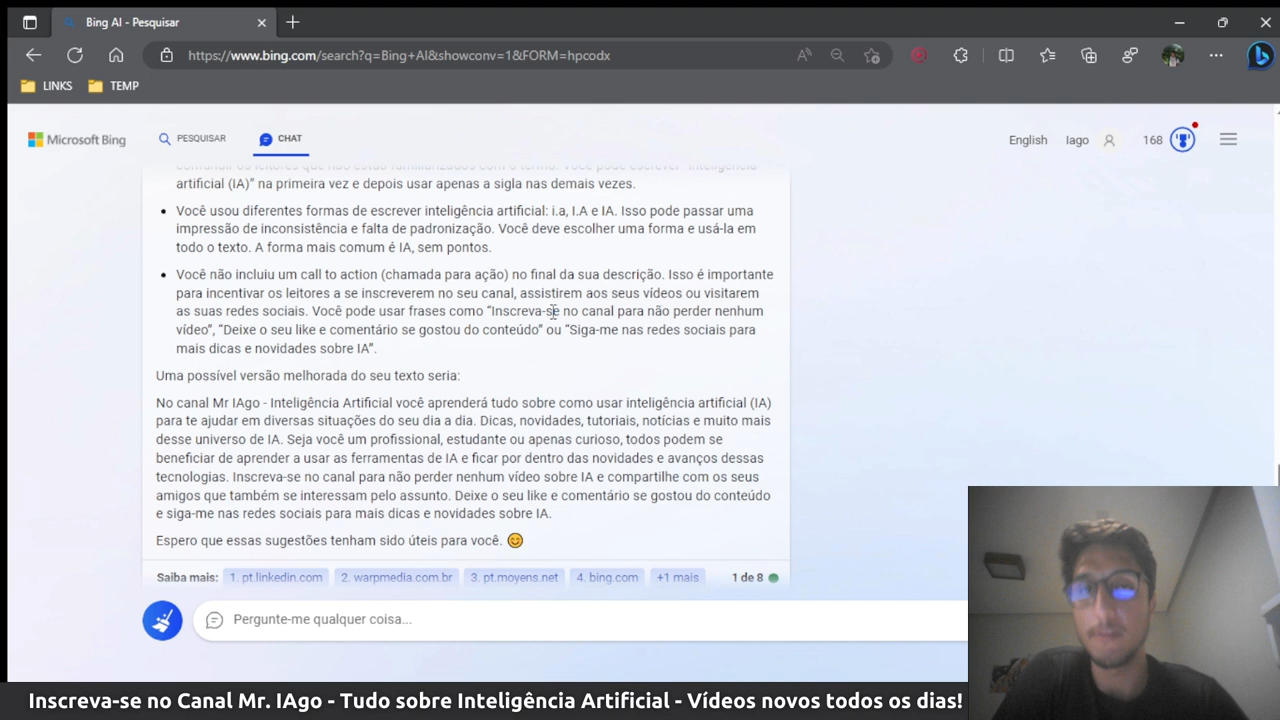 Bing AI - Pesquisar
https://www.bing.com/search?q=Bing+AI&showconv=1&FORM=hpcodx
LINKS TEMP
Microsoft Bing PESQUISAR CHAT English Iago 168
confundir os leitores que não estão familiarizados com o termo. Você pode escrever "Inteligência
artificial (IA)” na primeira vez e depois usar apenas a sigla nas demais vezes.
• Você usou diferentes formas de escrever inteligência artificial: i.a, I.A e IA. Isso pode passar uma
impressão de inconsistência e falta de padronização. Você deve escolher uma forma e usá-la em
todo o texto. A forma mais comum é IA, sem pontos.
• Você não incluiu um call to action (chamada para ação) no final da sua descrição. Isso é importante
para incentivar os leitores a se inscreverem no seu canal, assistirem aos seus vídeos ou visitarem
as suas redes sociais. Você pode usar frases como “Inscreva-se no canal para não perder nenhum
vídeo”, “Deixe o seu like e comentário se gostou do conteúdo” ou “Siga-me nas redes sociais para
mais dicas e novidades sobre IA”.
Uma possível versão melhorada do seu texto seria:
No canal Mr IAgo - Inteligência Artificial você aprenderá tudo sobre como usar inteligência artificial (IA)
para te ajudar em diversas situações do seu dia a dia. Dicas, novidades, tutoriais, notícias e muito mais
desse universo de IA. Seja você um profissional, estudante ou apenas curioso, todos podem se
beneficiar de aprender a usar as ferramentas de IA e ficar por dentro das novidades e avanços dessas
tecnologias. Inscreva-se no canal para não perder nenhum vídeo sobre IA e compartilhe com os seus
amigos que também se interessam pelo assunto. Deixe o seu like e comentário se gostou do conteúdo
e siga-me nas redes sociais para mais dicas e novidades sobre IA.
Espero que essas sugestões tenham sido úteis para você. 😊
Saiba mais: 1. pt.linkedin.com 2. warpmedia.com.br 3. pt.moyens.net 4. bing.com +1 mais 1 de 8
Pergunte-me qualquer coisa...
Inscreva-se no Canal Mr. IAgo - Tudo sobre Inteligência Artificial - Vídeos novos todos os dias!